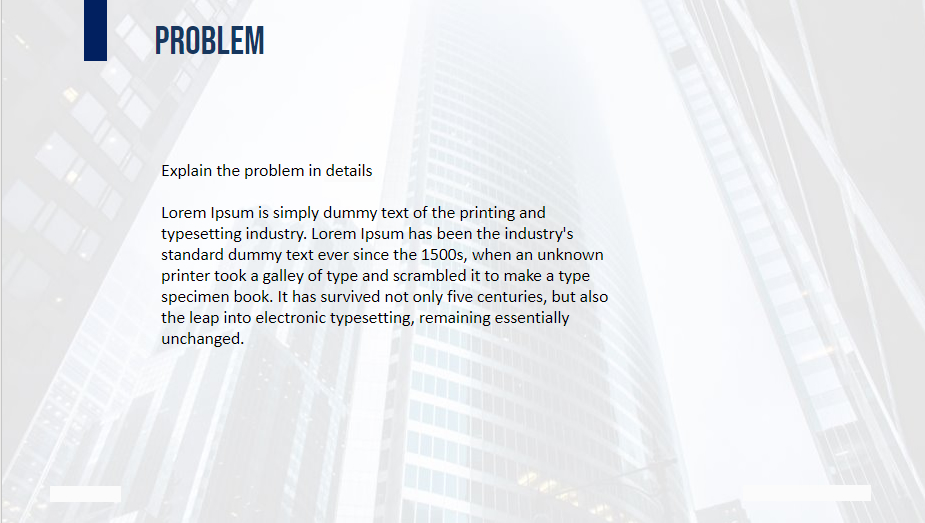 PROBLEM
Explain the problem in details
Lorem Ipsum is simply dummy text of the printing and
typesetting industry. Lorem Ipsum has been the industry's
standard dummy text ever since the 1500s, when an unknown
printer took a galley of type and scrambled it to make a type
specimen book. It has survived not only five centuries, but also
the leap into electronic typesetting, remaining essentially
unchanged.